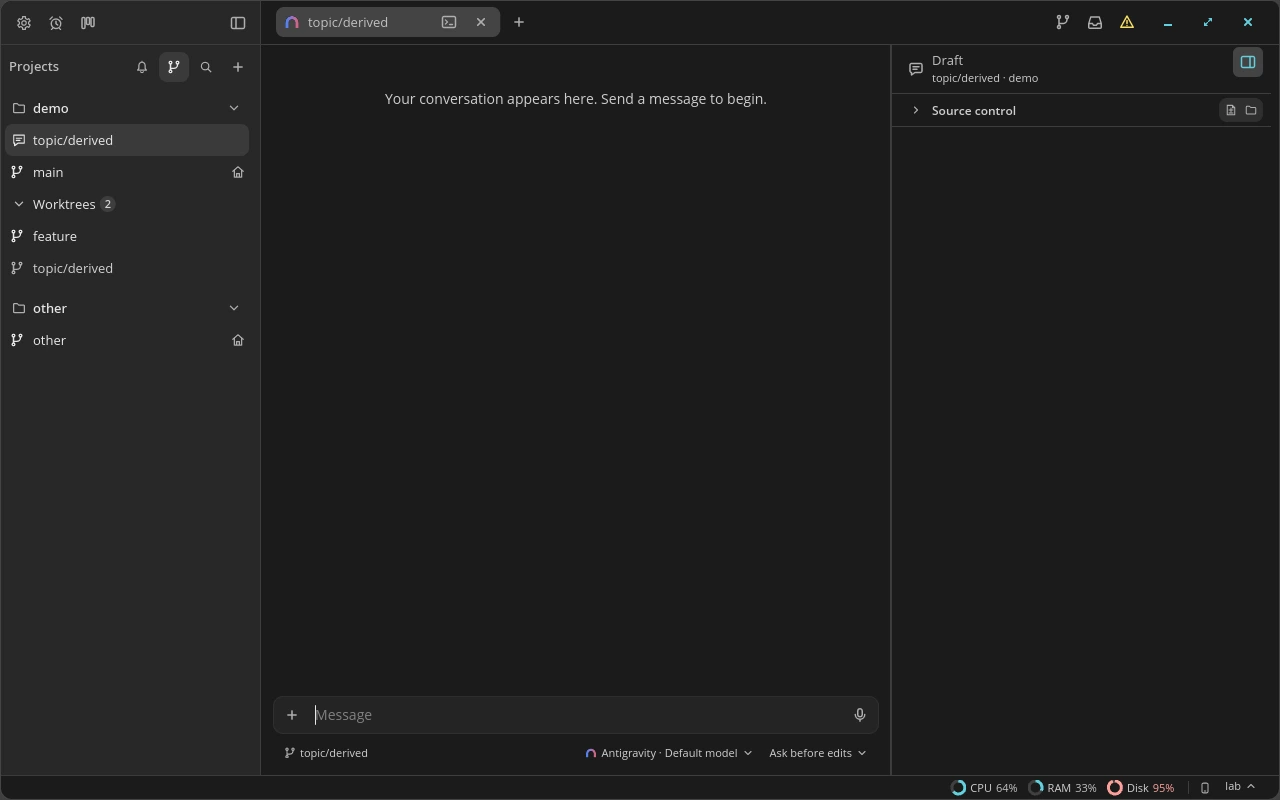 topic/derived
Projects
demo
topic/derived
main
Worktrees 2
feature
topic/derived
other
other
Your conversation appears here. Send a message to begin.
Message
topic/derived
Antigravity · Default model
Ask before edits
Draft
topic/derived · demo
Source control
CPU 64%
RAM 33%
Disk 95%
lab